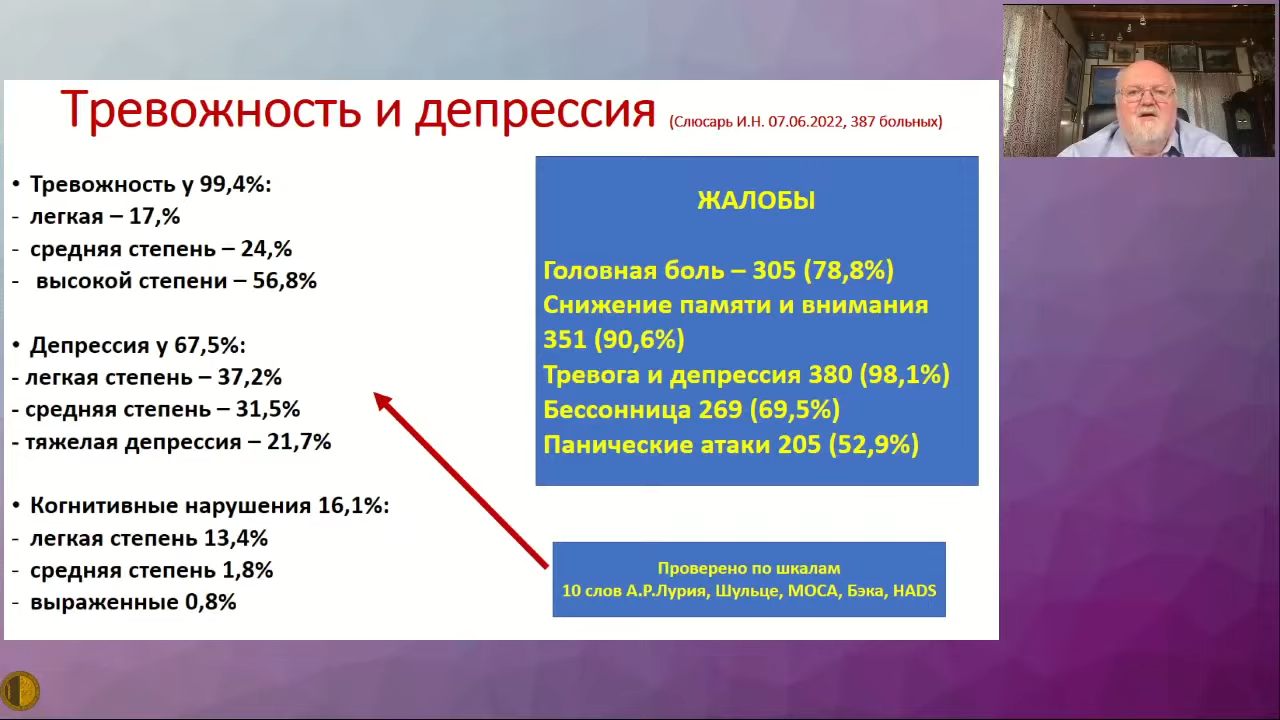 Тревожность и депрессия (Слюсарь И.Н. 07.06.2022, 387 больных)
• Тревожность у 99,4%:
- легкая – 17,%
- средняя степень – 24,%
- высокой степени – 56,8%
• Депрессия у 67,5%:
- легкая степень – 37,2%
- средняя степень – 31,5%
- тяжелая депрессия – 21,7%
• Когнитивные нарушения 16,1%:
- легкая степень 13,4%
- средняя степень 1,8%
- выраженные 0,8%
ЖАЛОБЫ
Головная боль – 305 (78,8%)
Снижение памяти и внимания
351 (90,6%)
Тревога и депрессия 380 (98,1%)
Бессонница 269 (69,5%)
Панические атаки 205 (52,9%)
Проверено по шкалам
10 слов А.Р.Лурия, Шульце, МОСА, Бэка, HADS